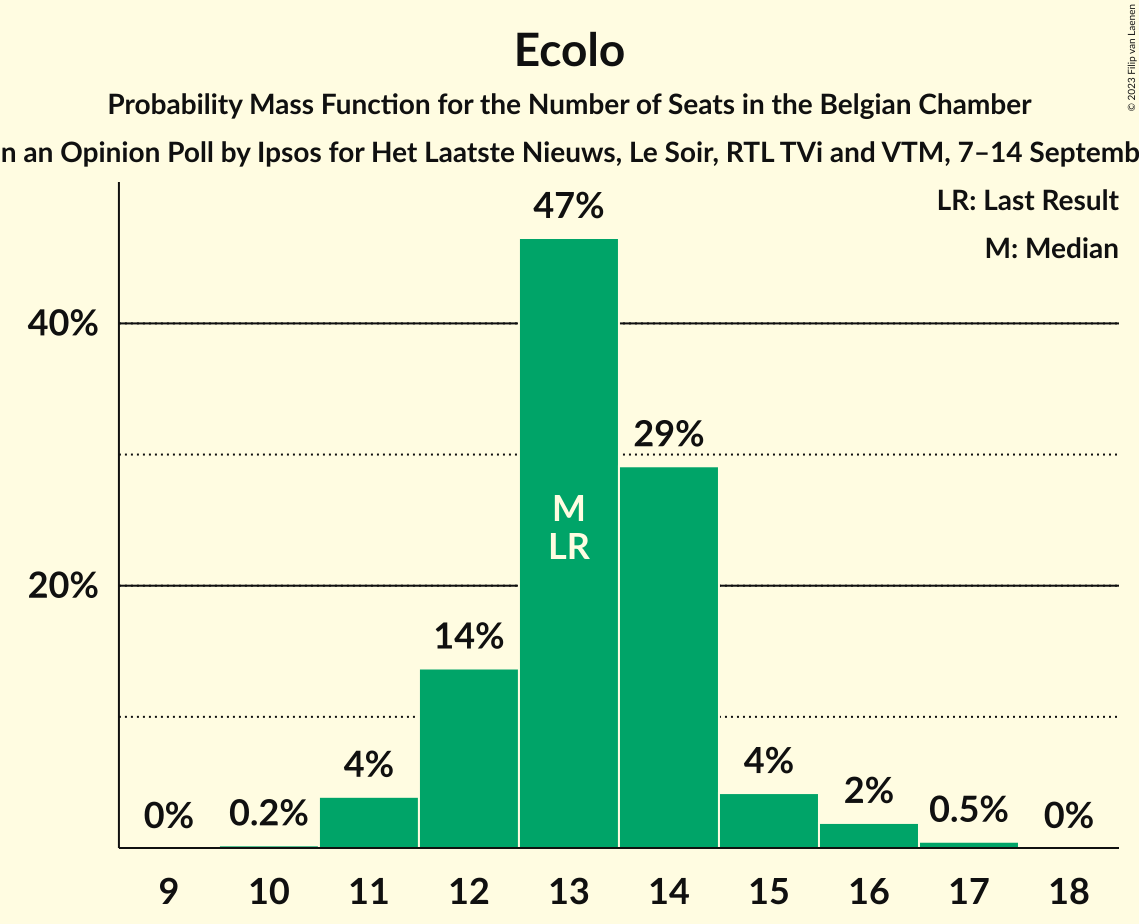 Ecolo
Probability Mass Function for the Number of Seats in the Belgian Chamber
an Opinion Poll by Ipsos for Het Laatste Nieuws, Le Soir, RTL TVi and VTM, 7–14
© 2023 Filip van Laenen
LR: Last Result
M: Median
47%
40%
29%
M
LR
20%
14%
4%
4%
2%
0%
0.2%
0.5%
0%
9 10 11 12 13 14 15 16 17 18